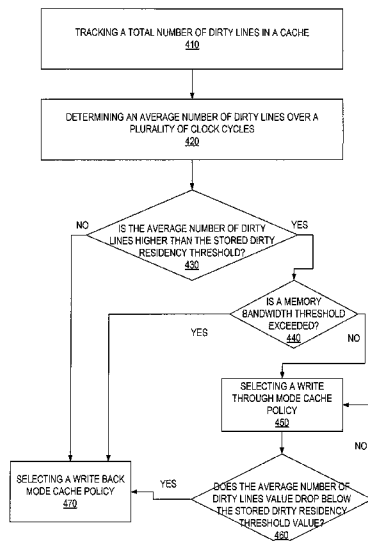 TRACKING A TOTAL NUMBER OF DIRTY LINES IN A CACHE
410
DETERMINING AN AVERAGE NUMBER OF DIRTY LINES OVER A
PLURALITY OF CLOCK CYCLES
420
NO
YES
IS THE AVERAGE NUMBER OF DIRTY
LINES HIGHER THAN THE STORED DIRTY
RESIDENCY THRESHOLD?
430
IS A MEMORY
BANDWIDTH THRESHOLD
EXCEEDED?
440
YES
NO
SELECTING A WRITE
THROUGH MODE CACHE
POLICY
450
NO
SELECTING A WRITE BACK
MODE CACHE POLICY
470
YES
DOES THE AVERAGE NUMBER OF
DIRTY LINES VALUE DROP BELOW
THE STORED DIRTY RESIDENCY
THRESHOLD VALUE?
460